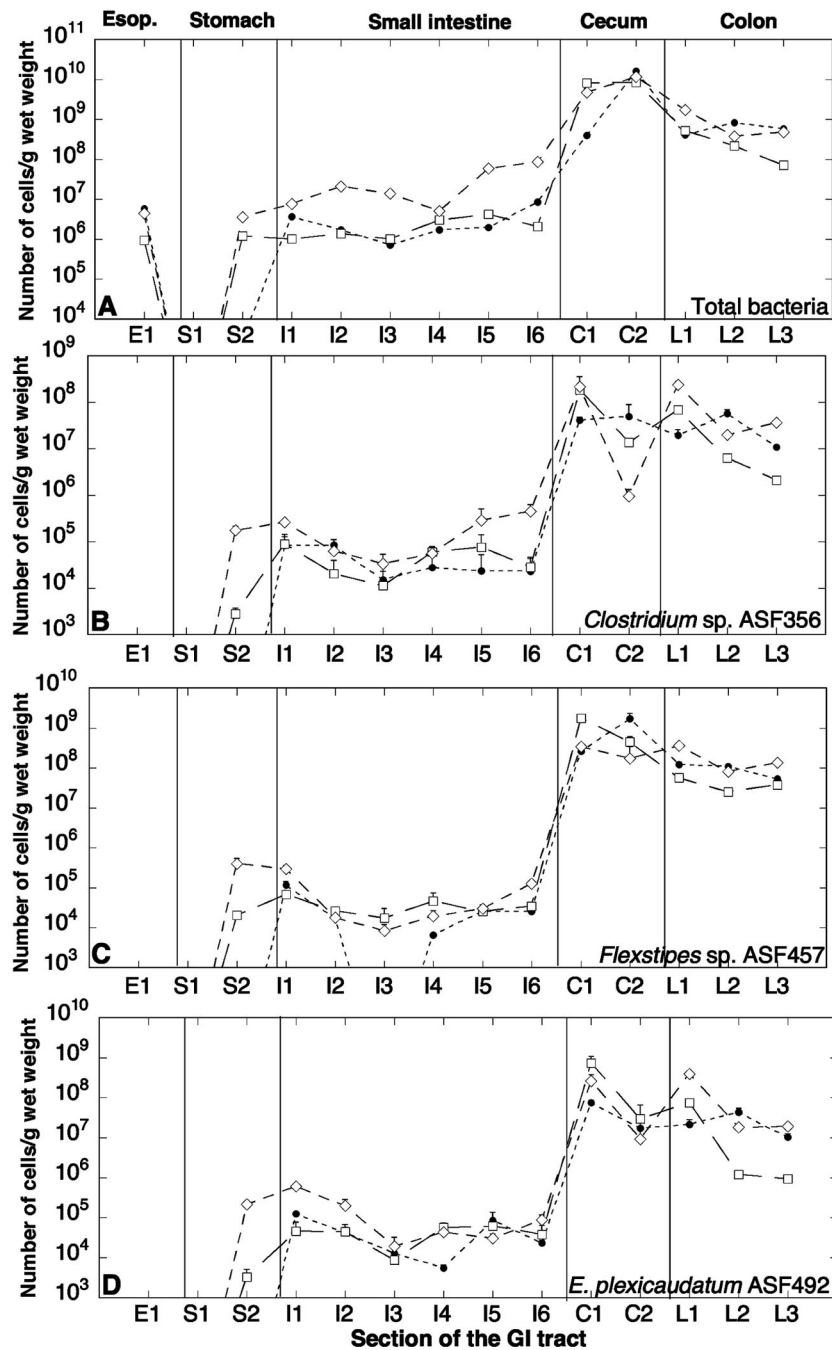 Esop. Stomach Small intestine Cecum Colon
Number of cells/g wet weight
10¹¹
10¹⁰
10⁹
10⁸
10⁷
10⁶
10⁵
10⁴
A
Total bacteria
E1 S1 S2 I1 I2 I3 I4 I5 I6 C1 C2 L1 L2 L3
Number of cells/g wet weight
10⁹
10⁸
10⁷
10⁶
10⁵
10⁴
10³
B
Clostridium sp. ASF356
E1 S1 S2 I1 I2 I3 I4 I5 I6 C1 C2 L1 L2 L3
Number of cells/g wet weight
10¹⁰
10⁹
10⁸
10⁷
10⁶
10⁵
10⁴
10³
C
Flexstipes sp. ASF457
E1 S1 S2 I1 I2 I3 I4 I5 I6 C1 C2 L1 L2 L3
Number of cells/g wet weight
10¹⁰
10⁹
10⁸
10⁷
10⁶
10⁵
10⁴
10³
D
E. plexicaudatum ASF492
E1 S1 S2 I1 I2 I3 I4 I5 I6 C1 C2 L1 L2 L3
Section of the GI tract